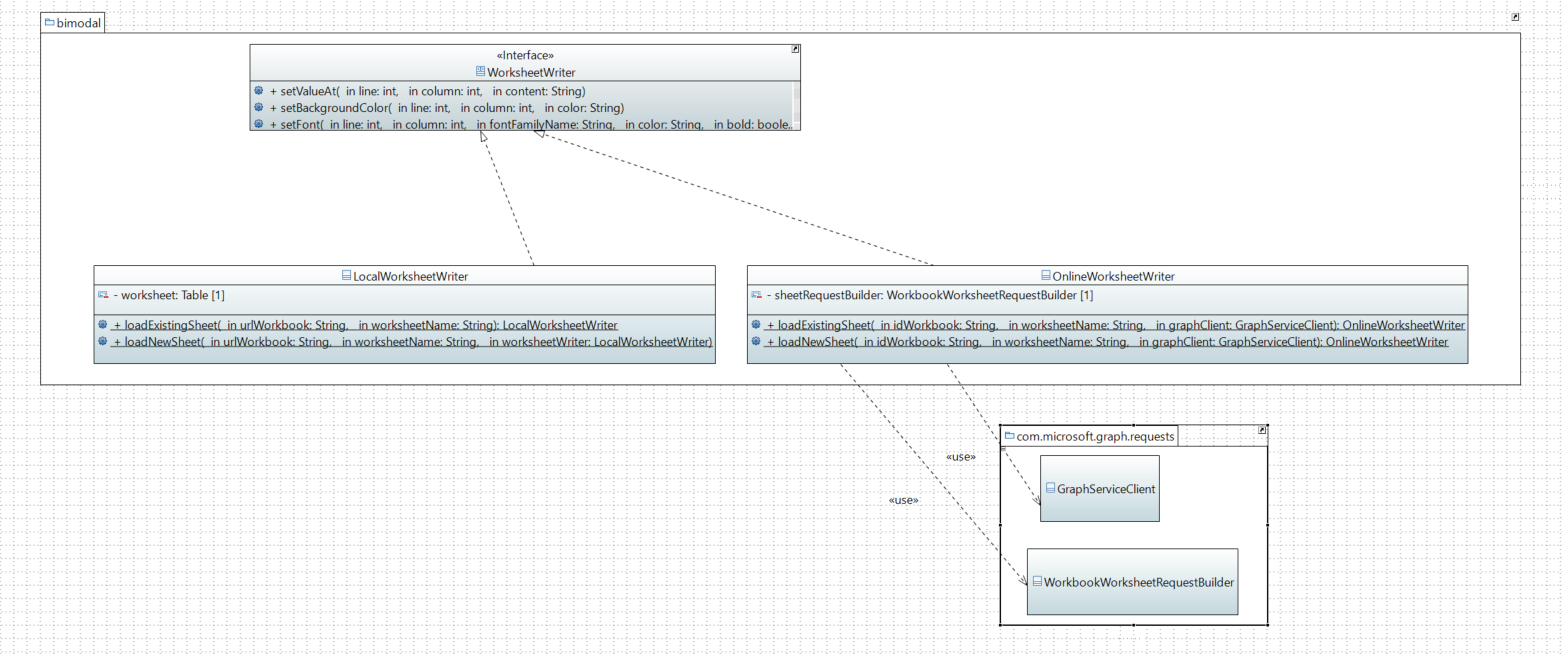 bimodal
«Interface»
WorksheetWriter
+ setValueAt( in line: int, in column: int, in content: String)
+ setBackgroundColor( in line: int, in column: int, in color: String)
+ setFont( in line: int, in column: int, in fontFamilyName: String, in color: String, in bold: boole..
LocalWorksheetWriter
- worksheet: Table [1]
+ loadExistingSheet( in urlWorkbook: String, in worksheetName: String): LocalWorksheetWriter
+ loadNewSheet( in urlWorkbook: String, in worksheetName: String, in worksheetWriter: LocalWorksheetWriter)
OnlineWorksheetWriter
- sheetRequestBuilder: WorkbookWorksheetRequestBuilder [1]
+ loadExistingSheet( in idWorkbook: String, in worksheetName: String, in graphClient: GraphServiceClient): OnlineWorksheetWriter
+ loadNewSheet( in idWorkbook: String, in worksheetName: String, in graphClient: GraphServiceClient): OnlineWorksheetWriter
com.microsoft.graph.requests
«use»
GraphServiceClient
«use»
WorkbookWorksheetRequestBuilder